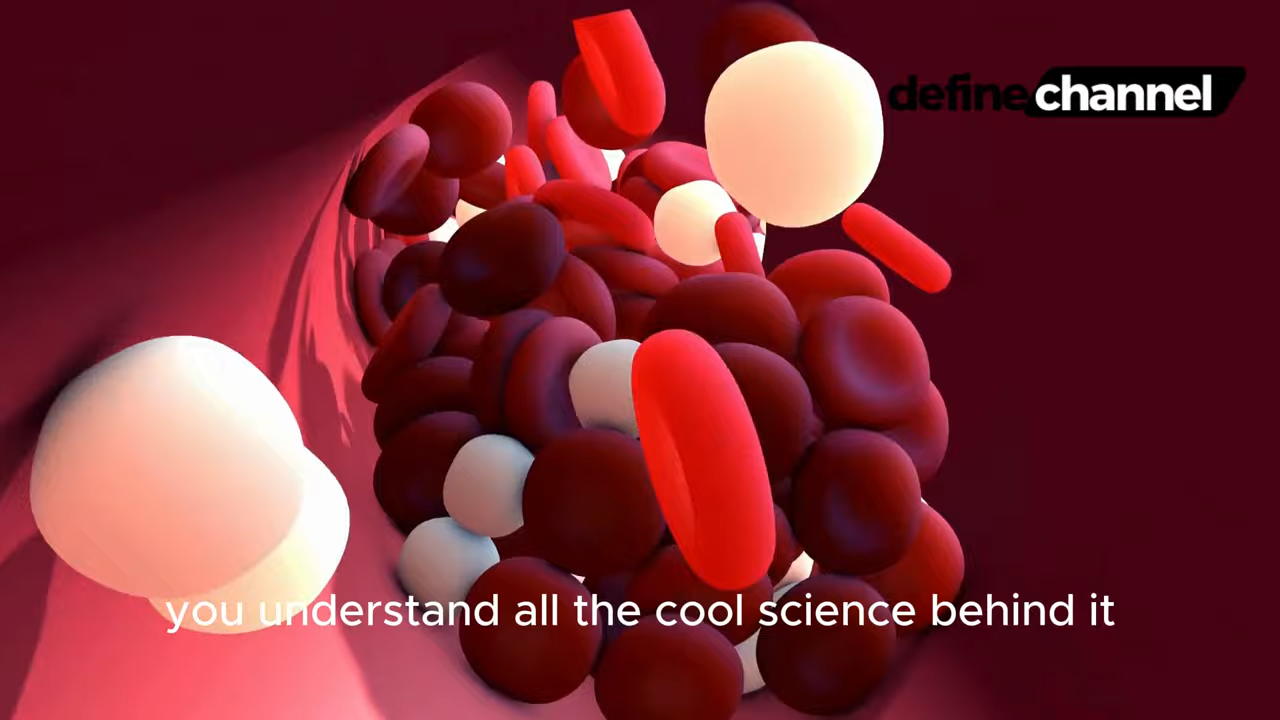 definechannel
you understand all the cool science behind it